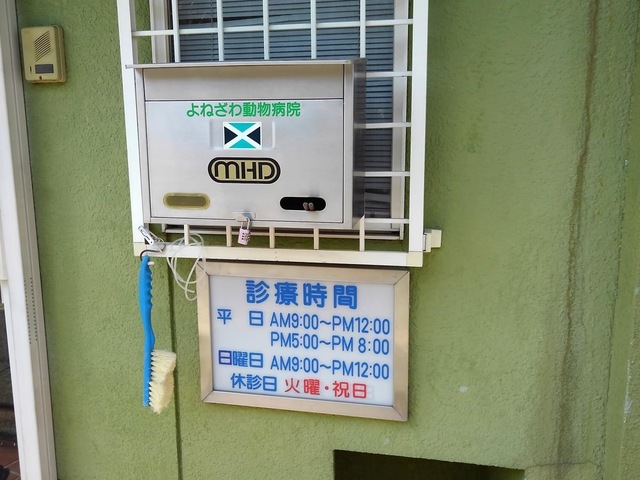 よねざわ動物病院
MHD
診療時間
平 日 AM9:00～PM12:00
PM5:00～PM 8:00
日曜日 AM9:00～PM12:00
休診日 火曜・祝日